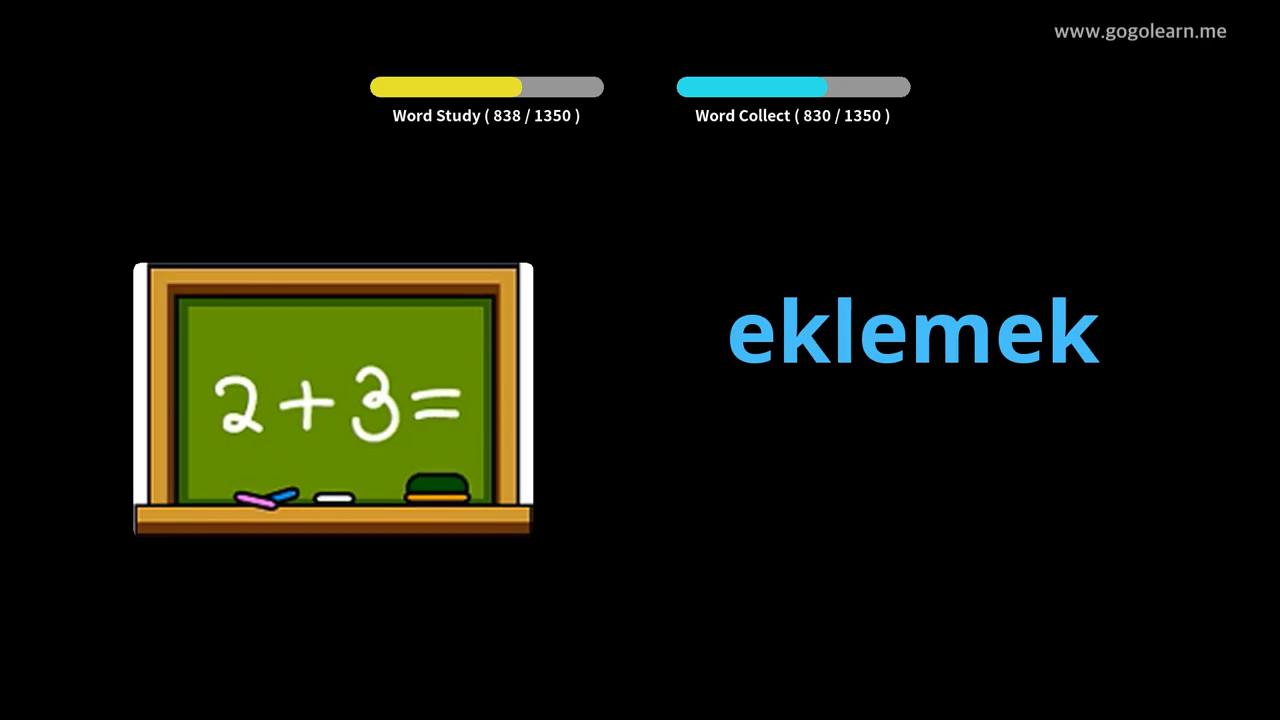 www.gogolearn.me
Word Study ( 838 / 1350 )
Word Collect ( 830 / 1350 )
eklemek
2 + 3 =